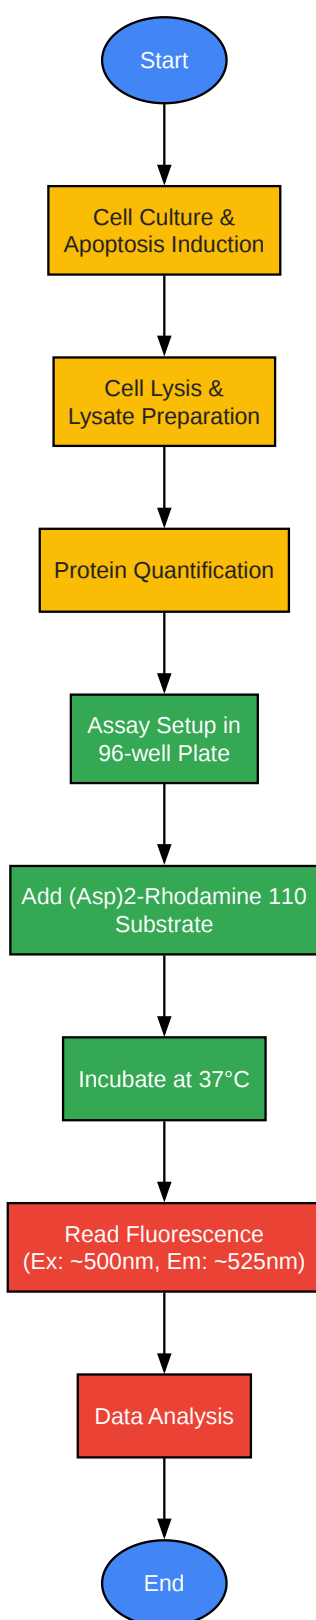 Start
Cell Culture &
Apoptosis Induction
Cell Lysis &
Lysate Preparation
Protein Quantification
Assay Setup in
96-well Plate
Add (Asp)2-Rhodamine 110
Substrate
Incubate at 37°C
Read Fluorescence
(Ex: ~500nm, Em: ~525nm)
Data Analysis
End